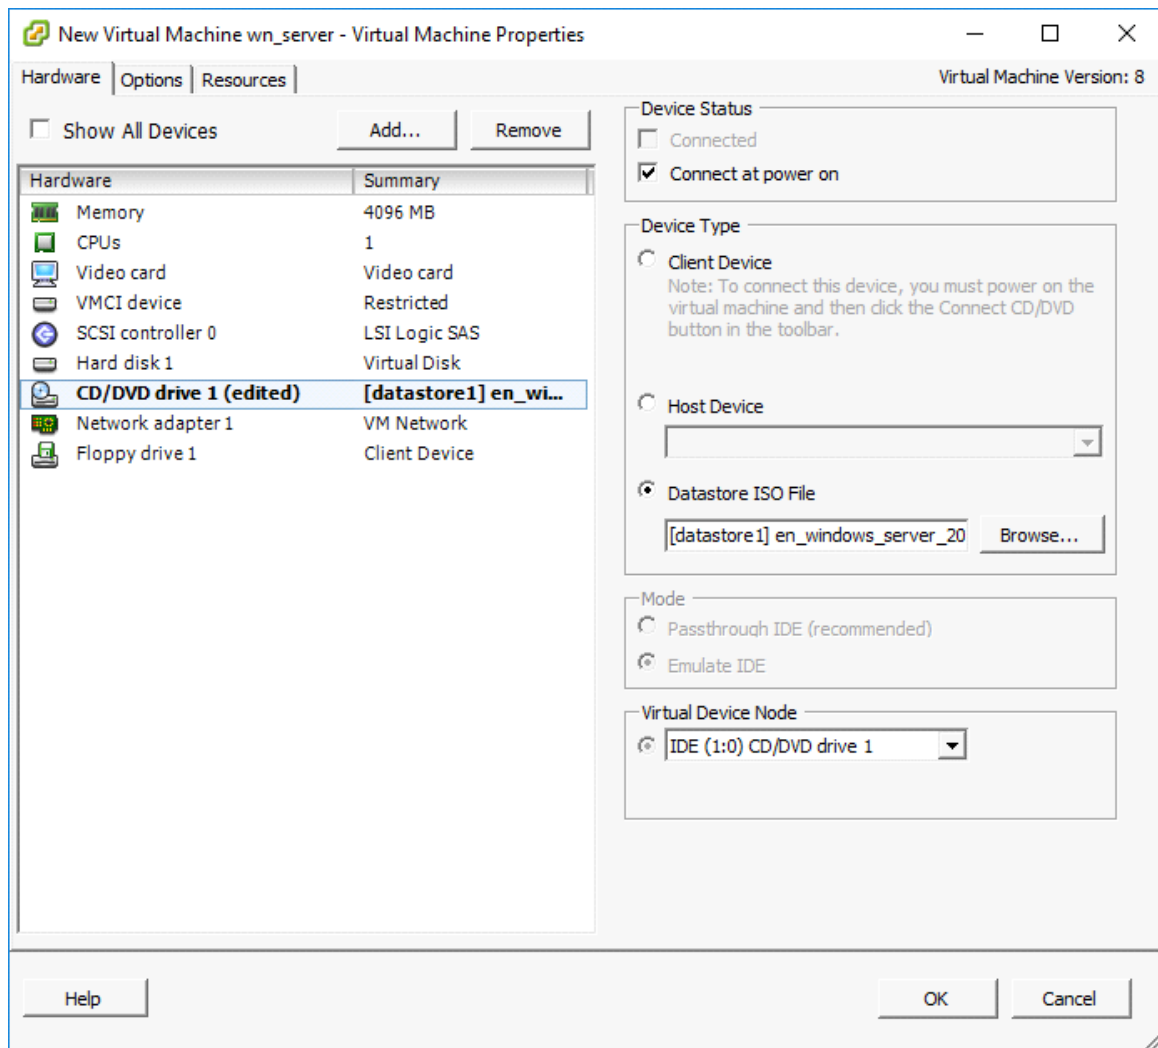 New Virtual Machine wn_server - Virtual Machine Properties
Hardware Options Resources Virtual Machine Version: 8
Show All Devices Add... Remove
Hardware Summary
Memory 4096 MB
CPUs 1
Video card Video card
VMCI device Restricted
SCSI controller 0 LSI Logic SAS
Hard disk 1 Virtual Disk
CD/DVD drive 1 (edited) [datastore1] en_wi...
Network adapter 1 VM Network
Floppy drive 1 Client Device
Device Status
Connected
Connect at power on
Device Type
Client Device
Note: To connect this device, you must power on the
virtual machine and then click the Connect CD/DVD
button in the toolbar.
Host Device
Datastore ISO File
[datastore1] en_windows_server_20 Browse...
Mode
Passthrough IDE (recommended)
Emulate IDE
Virtual Device Node
IDE (1:0) CD/DVD drive 1
Help OK Cancel